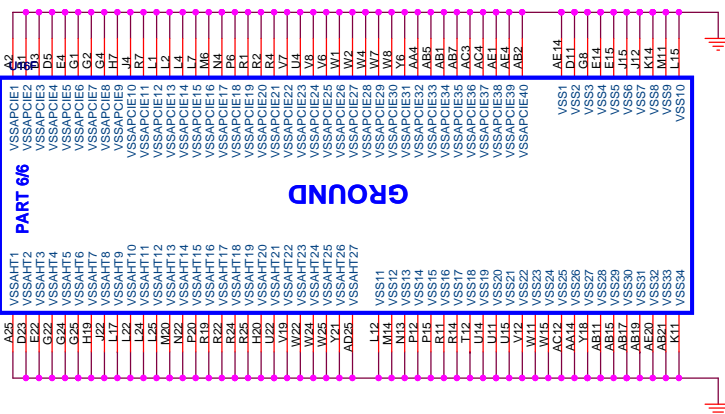 A2
B1
D3
D5
E4
G1
G2
G4
H7
J4
R7
L1
L2
L4
L7
M6
N4
P6
R1
R2
R4
V7
U4
V8
V6
W1
W2
W4
W7
W8
Y6
AA4
AB5
AB1
AB7
AC3
AC4
AE1
AE4
AB2
AE14
D11
G8
E14
E15
J15
J12
K14
M11
L15
VSSAPCIE1
VSSAPCIE2
VSSAPCIE3
VSSAPCIE4
VSSAPCIE5
VSSAPCIE6
VSSAPCIE7
VSSAPCIE8
VSSAPCIE9
VSSAPCIE10
VSSAPCIE11
VSSAPCIE12
VSSAPCIE13
VSSAPCIE14
VSSAPCIE15
VSSAPCIE16
VSSAPCIE17
VSSAPCIE18
VSSAPCIE19
VSSAPCIE20
VSSAPCIE21
VSSAPCIE22
VSSAPCIE23
VSSAPCIE24
VSSAPCIE25
VSSAPCIE26
VSSAPCIE27
VSSAPCIE28
VSSAPCIE29
VSSAPCIE30
VSSAPCIE31
VSSAPCIE32
VSSAPCIE33
VSSAPCIE34
VSSAPCIE35
VSSAPCIE36
VSSAPCIE37
VSSAPCIE38
VSSAPCIE39
VSSAPCIE40
VSS1
VSS2
VSS3
VSS4
VSS5
VSS6
VSS7
VSS8
VSS9
VSS10
PART 6/6
GROUND
VSSAHT1
VSSAHT2
VSSAHT3
VSSAHT4
VSSAHT5
VSSAHT6
VSSAHT7
VSSAHT8
VSSAHT9
VSSAHT10
VSSAHT11
VSSAHT12
VSSAHT13
VSSAHT14
VSSAHT15
VSSAHT16
VSSAHT17
VSSAHT18
VSSAHT19
VSSAHT20
VSSAHT21
VSSAHT22
VSSAHT23
VSSAHT24
VSSAHT25
VSSAHT26
VSSAHT27
VSS11
VSS12
VSS13
VSS14
VSS15
VSS16
VSS17
VSS18
VSS19
VSS20
VSS21
VSS22
VSS23
VSS24
VSS25
VSS26
VSS27
VSS28
VSS29
VSS30
VSS31
VSS32
VSS33
VSS34
A25
D23
E22
G22
G24
G25
H19
J22
L17
L22
L24
L25
M20
N22
P20
R19
R22
R24
R25
H20
U22
V19
W22
W24
W25
Y21
AD25
L12
M14
N13
P12
P15
R11
R14
T12
U14
U11
U15
V12
W11
W15
AC12
AA14
Y18
AB11
AB15
AB17
AB19
AE20
AB21
K11